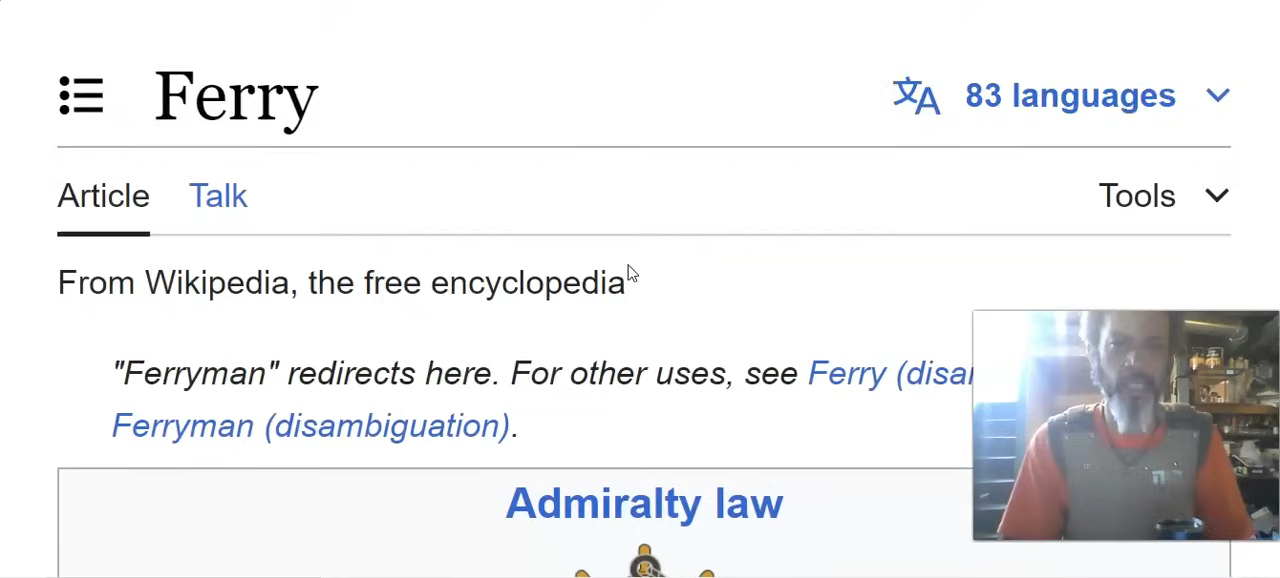 Ferry
83 languages
Article Talk
Tools
From Wikipedia, the free encyclopedia
"Ferryman" redirects here. For other uses, see Ferry (disa
Ferryman (disambiguation).
Admiralty law